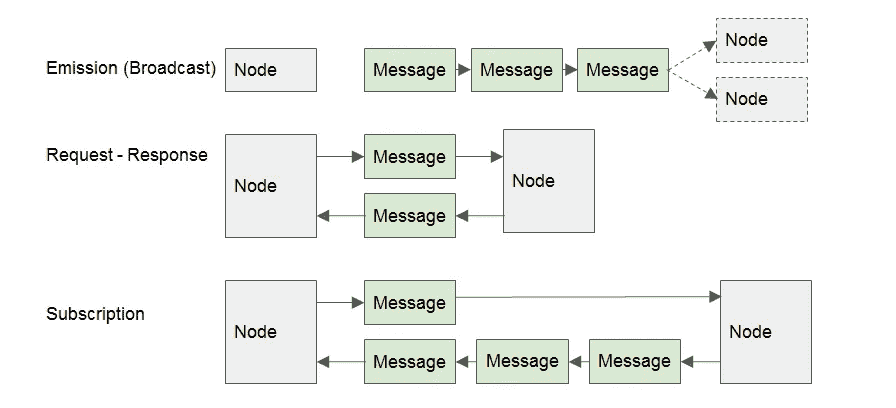 Node
Emission (Broadcast) Node Message Message Message
Node
Request - Response Message
Node Node
Message
Message
Subscription Node Node
Message Message Message